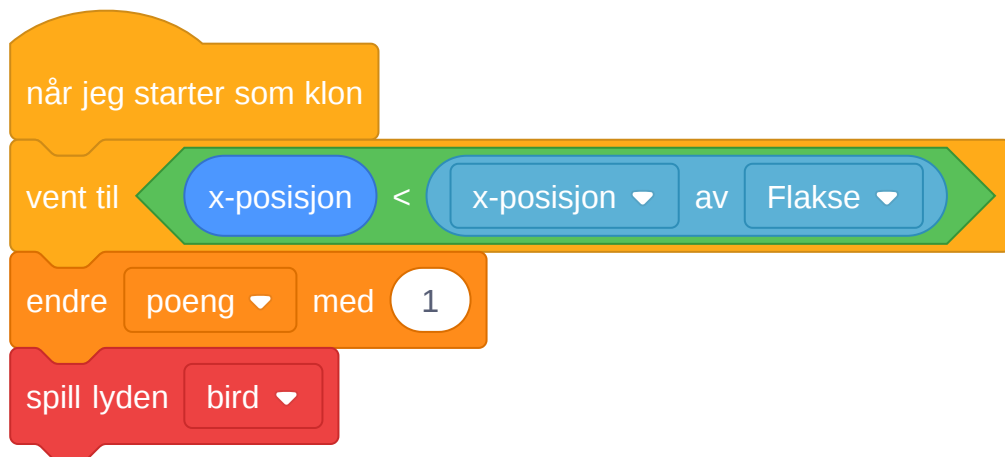 når jeg starter som klon
vent til x-posisjon < x-posisjon av Flakse
endre poeng med 1
spill lyden bird